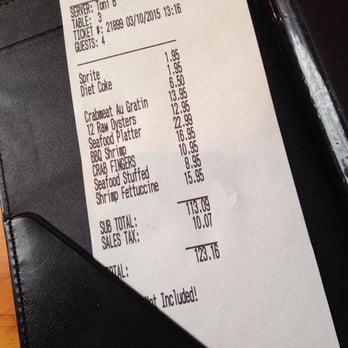 SERVER: Toni B
TABLE: 3
TICKET #: 21899 03/10/2015 13:16
GUESTS: 4
Sprite 1.95
Diet Coke 1.95
6.50
Crabmeat Au Gratin 13.95
12 Raw Oysters 12.95
Seafood Platter 22.99
BBQ Shrimp 16.95
CRAB FINGERS 10.95
Seafood Stuffed 8.95
Shrimp Fettuccine 15.95
SUB TOTAL: 113.09
SALES TAX: 10.07
TOTAL: 123.16
Not Included!